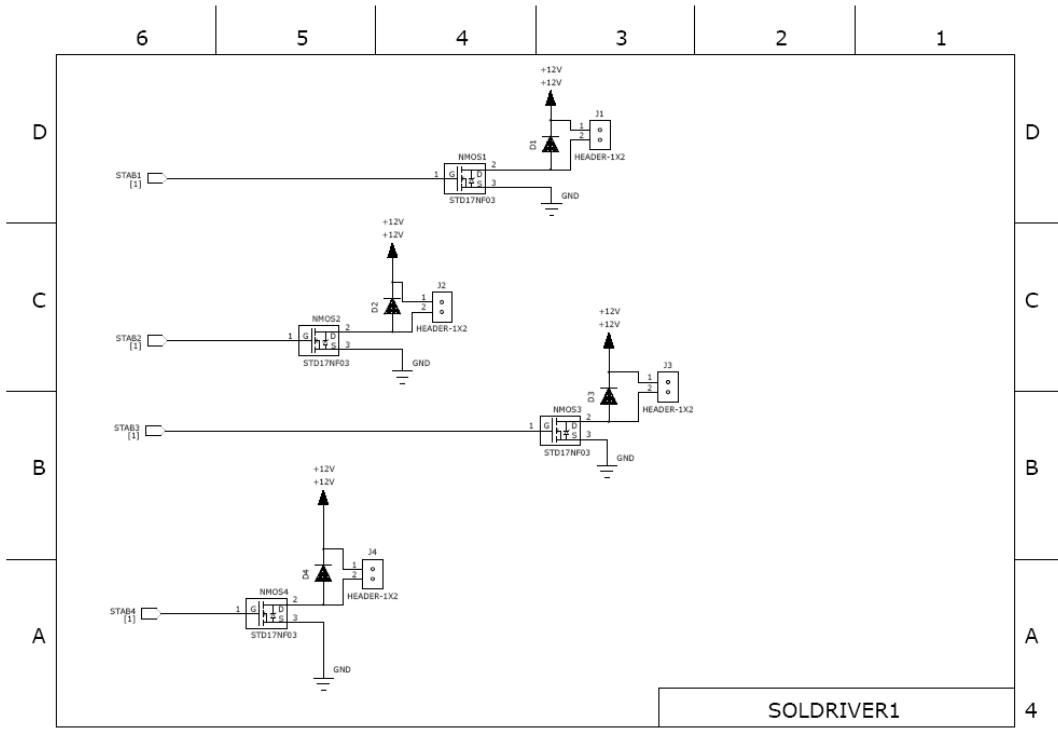 6 5 4 3 2 1
D
D
+12V
+12V
J1
1
2
D1
HEADER-1X2
NMOS1
2
STAB1
[1]
1 G D
S 3
STD17NF03
GND
+12V
+12V
C
C
J2
1
2
D2
HEADER-1X2
NMOS2
2
STAB2
[1]
1 G D
S 3
STD17NF03
GND
+12V
+12V
J3
1
2
D3
HEADER-1X2
NMOS3
2
STAB3
[1]
1 G D
S 3
STD17NF03
GND
B
B
+12V
+12V
J4
1
2
D4
HEADER-1X2
NMOS4
2
STAB4
[1]
1 G D
S 3
STD17NF03
GND
A
A
SOLDRIVER1
4